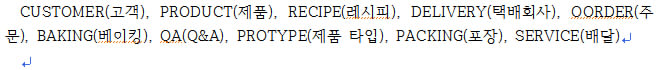 CUSTOMER(고객), PRODUCT(제품), RECIPE(레시피), DELIVERY(택배회사), OORDER(주
문), BAKING(베이킹), QA(Q&A), PROTYPE(제품 타입), PACKING(포장), SERVICE(배달)